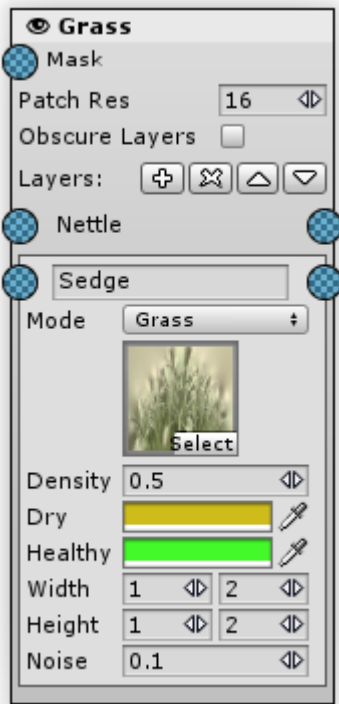 Grass
Mask
Patch Res 16
Obscure Layers
Layers:
Nettle
Sedge
Mode Grass
Select
Density 0.5
Dry
Healthy
Width 1 2
Height 1 2
Noise 0.1